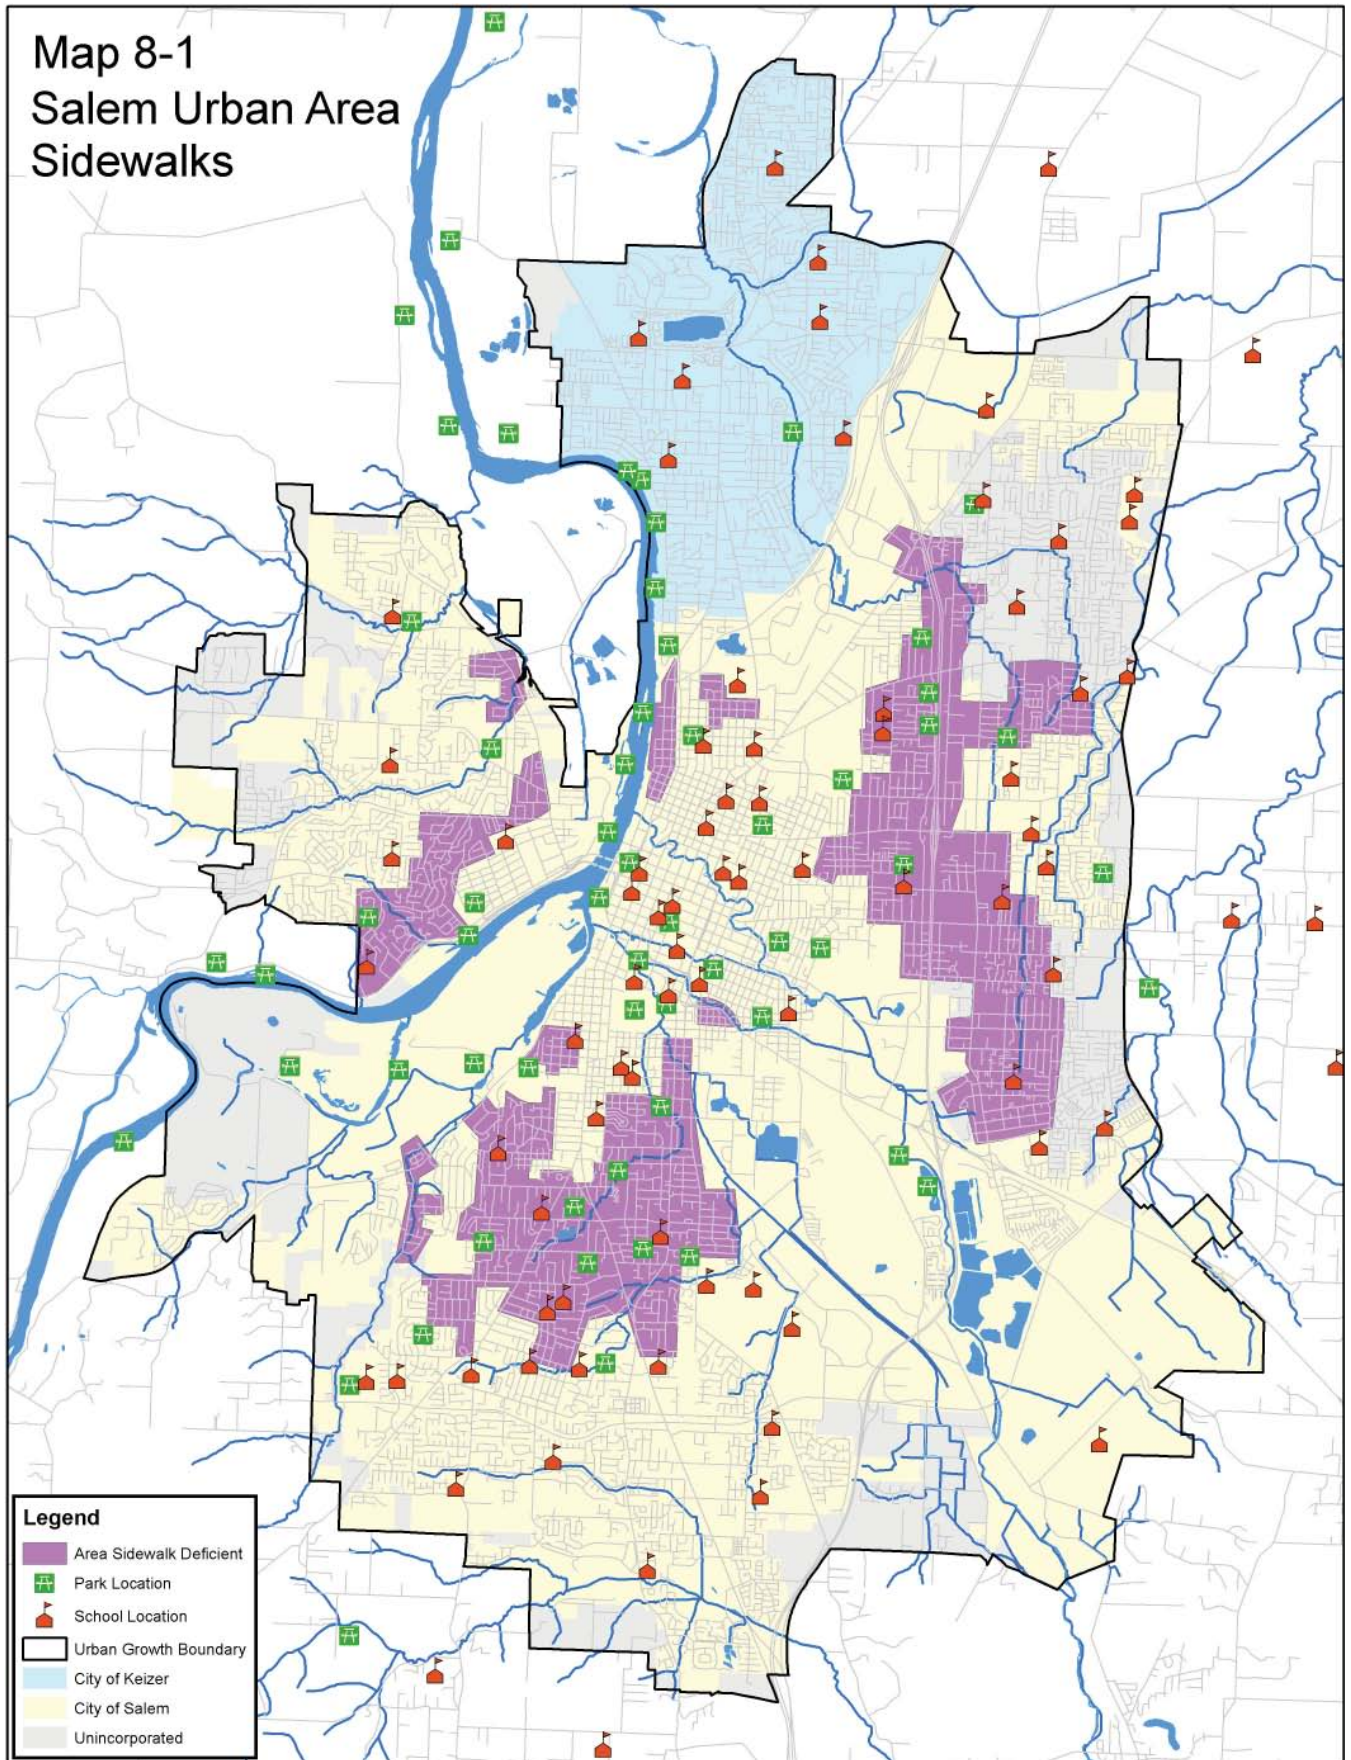 Map 8-1
Salem Urban Area
Sidewalks
Legend
Area Sidewalk Deficient
Park Location
School Location
Urban Growth Boundary
City of Keizer
City of Salem
Unincorporated